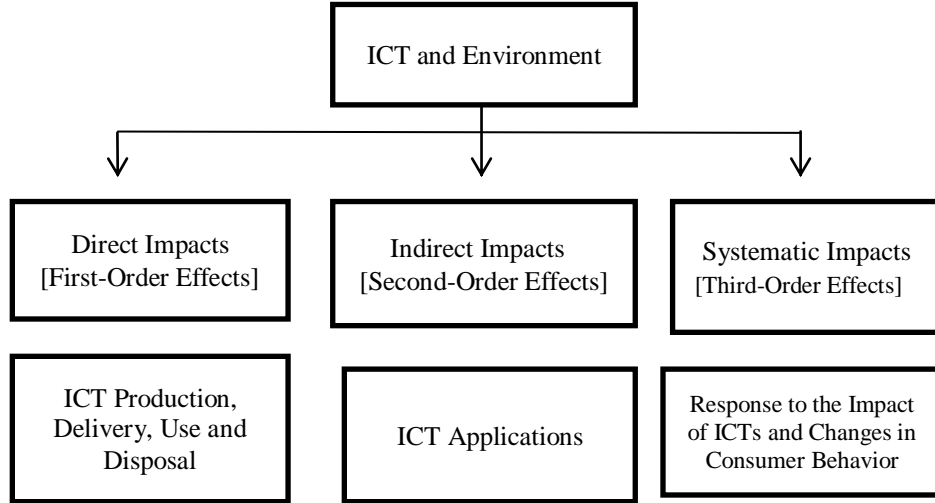 ICT and Environment
Direct Impacts
[First-Order Effects]
Indirect Impacts
[Second-Order Effects]
Systematic Impacts
[Third-Order Effects]
ICT Production,
Delivery, Use and
Disposal
ICT Applications
Response to the Impact
of ICTs and Changes in
Consumer Behavior